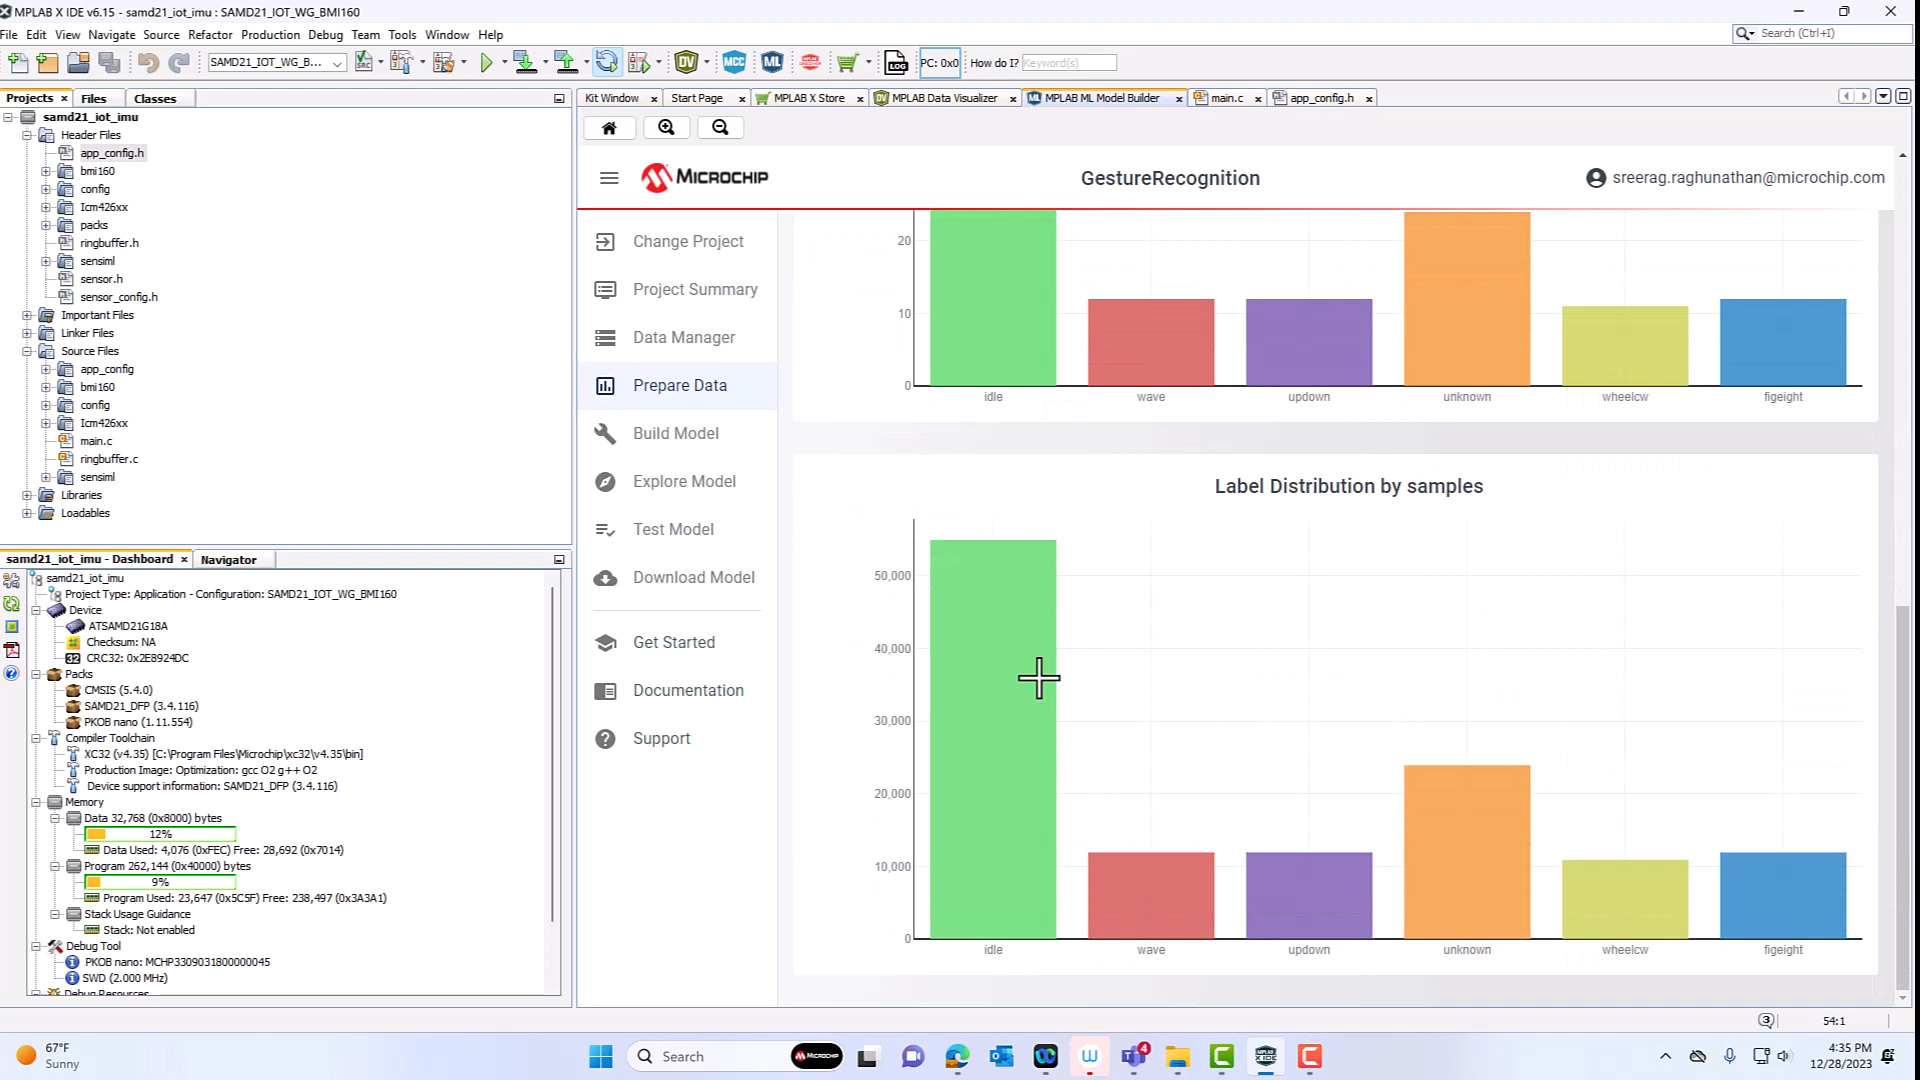 MPLAB X IDE v6.15 - samd21_iot_imu : SAMD21_IOT_WG_BMI160
File Edit View Navigate Source Refactor Production Debug Team Tools Window Help
Search (Ctrl+I)
SAMD21_IOT_WG_B...
SRC
DV
MCC
ML
LOG
PC: 0x0
How do I? Keyword(s)
Projects Files Classes
samd21_iot_imu
Header Files
app_config.h
bmi160
config
Icm426xx
packs
ringbuffer.h
sensiml
sensor.h
sensor_config.h
Important Files
Linker Files
Source Files
app_config
bmi160
config
Icm426xx
main.c
ringbuffer.c
sensiml
Libraries
Loadables
samd21_iot_imu - Dashboard Navigator
samd21_iot_imu
Project Type: Application - Configuration: SAMD21_IOT_WG_BMI160
Device
ATSAMD21G18A
Checksum: NA
32 CRC32: 0x2E8924DC
Packs
CMSIS (5.4.0)
SAMD21_DFP (3.4.116)
PKOB nano (1.11.554)
Compiler Toolchain
XC32 (v4.35) [C:\Program Files\Microchip\xc32\v4.35\bin]
Production Image: Optimization: gcc O2 g++ O2
Device support information: SAMD21_DFP (3.4.116)
Memory
Data 32,768 (0x8000) bytes
12%
Data Used: 4,076 (0xFEC) Free: 28,692 (0x7014)
Program 262,144 (0x40000) bytes
9%
Program Used: 23,647 (0x5C5F) Free: 238,497 (0x3A3A1)
Stack Usage Guidance
Stack: Not enabled
Debug Tool
PKOB nano: MCHP3309031800000045
SWD (2.000 MHz)
Debug Resources
Kit Window Start Page MPLAB X Store MPLAB Data Visualizer MPLAB ML Model Builder main.c app_config.h
MICROCHIP
GestureRecognition
sreerag.raghunathan@microchip.com
Change Project
Project Summary
Data Manager
Prepare Data
Build Model
Explore Model
Test Model
Download Model
Get Started
Documentation
Support
20
10
0
idle wave updown unknown wheelcw figeight
Label Distribution by samples
50,000
40,000
30,000
20,000
10,000
0
idle wave updown unknown wheelcw figeight
3
54:1
67°F
Sunny
Search
MICROCHIP
4
4:35 PM
12/28/2023